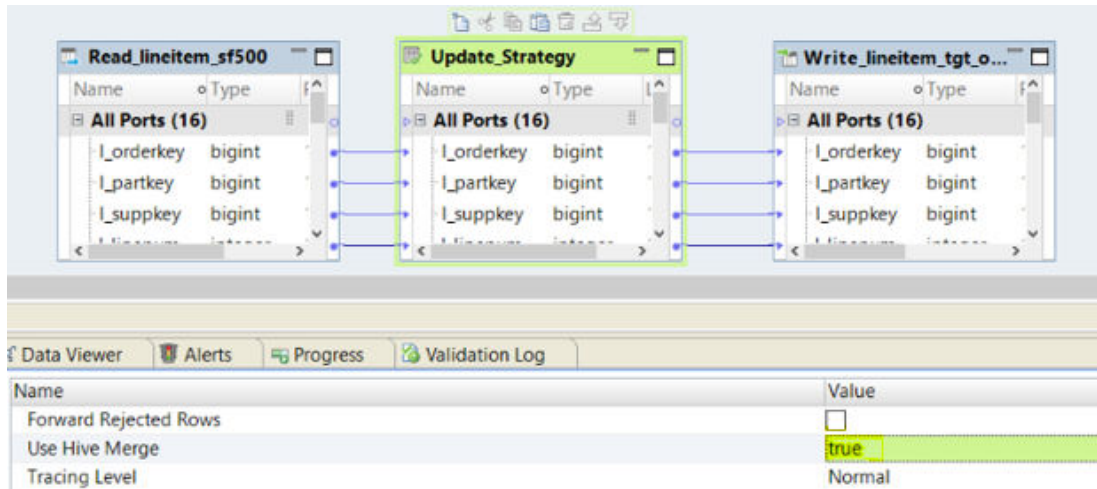 Read_lineitem_sf500
Name Type
All Ports (16)
l_orderkey bigint
l_partkey bigint
l_suppkey bigint
Update_Strategy
Name Type
All Ports (16)
l_orderkey bigint
l_partkey bigint
l_suppkey bigint
Write_lineitem_tgt_o...
Name Type
All Ports (16)
l_orderkey bigint
l_partkey bigint
l_suppkey bigint
Data Viewer Alerts Progress Validation Log
Name Value
Forward Rejected Rows
Use Hive Merge true
Tracing Level Normal